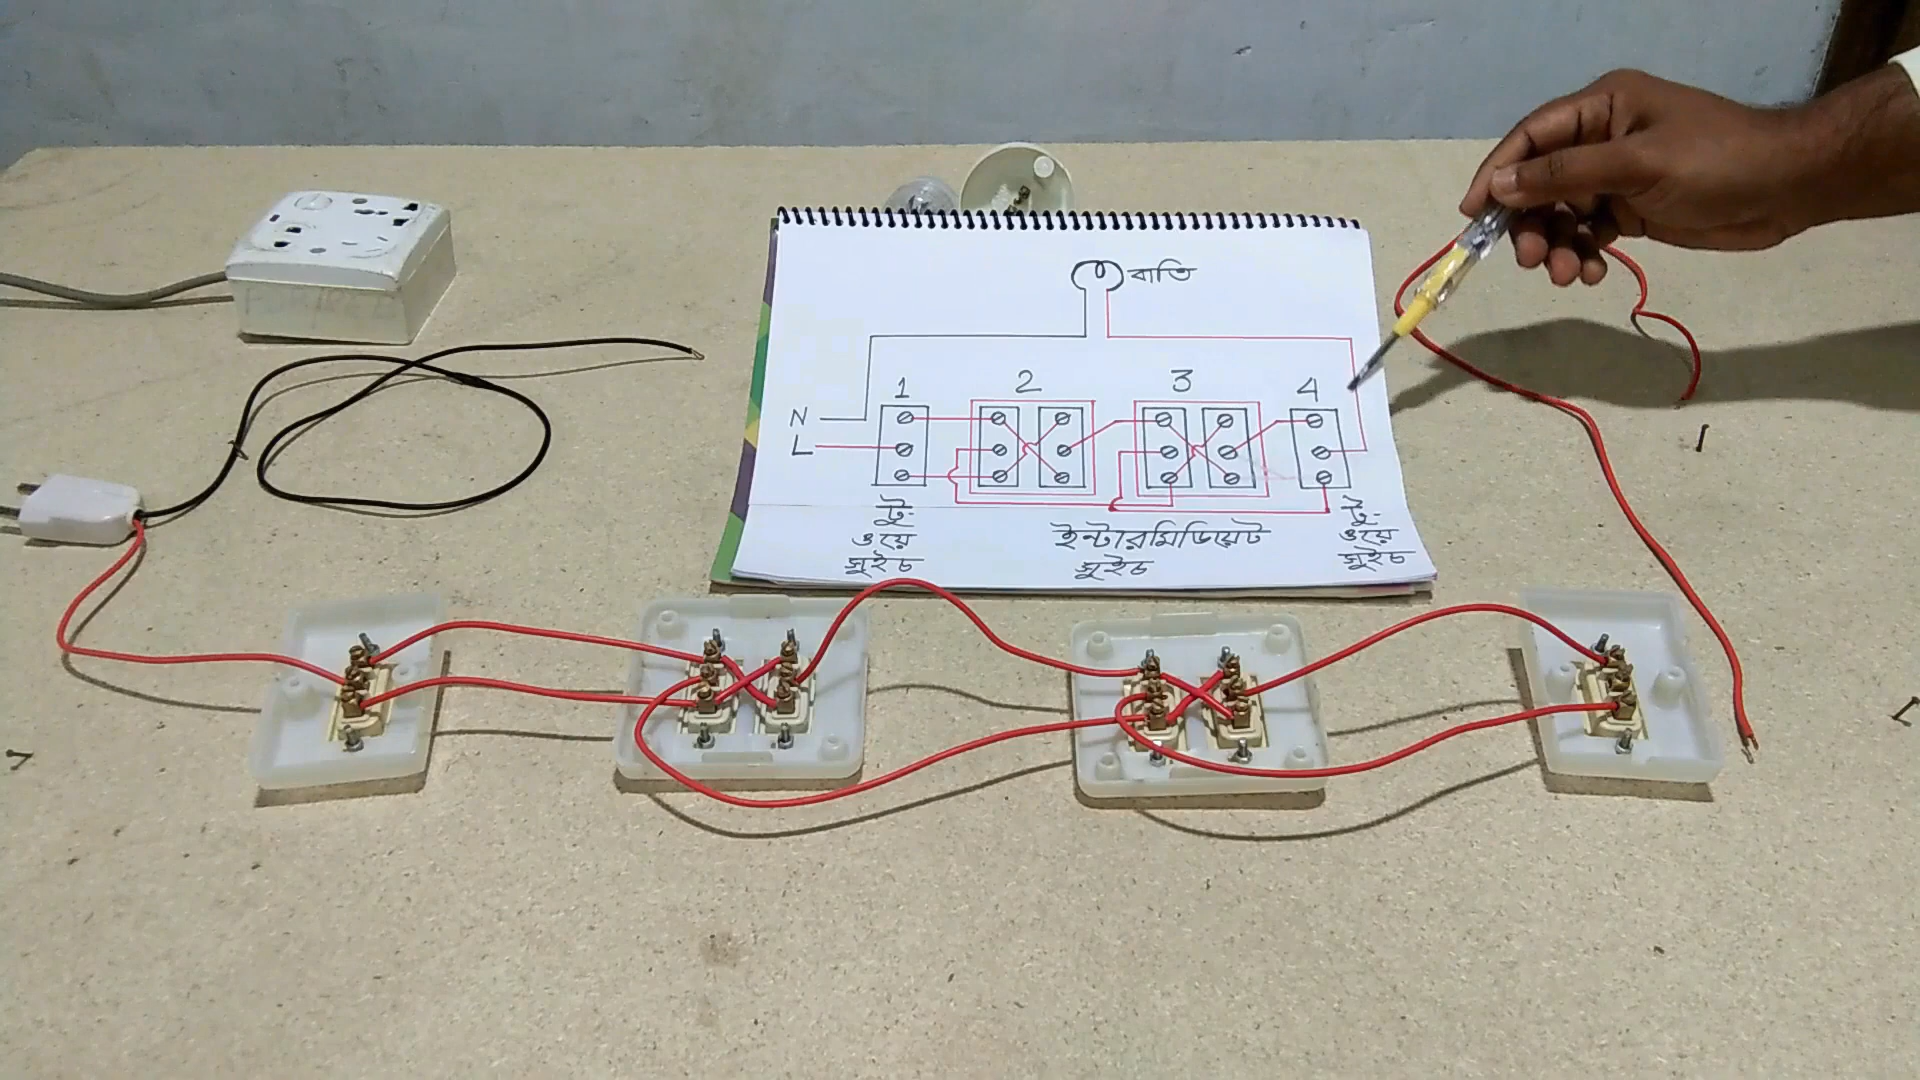 বাতি
1 2 3 4
N
L
টু-
ওয়ে
সুইচ
ইন্টারমিডিয়েট
সুইচ
টু-
ওয়ে
সুইচ